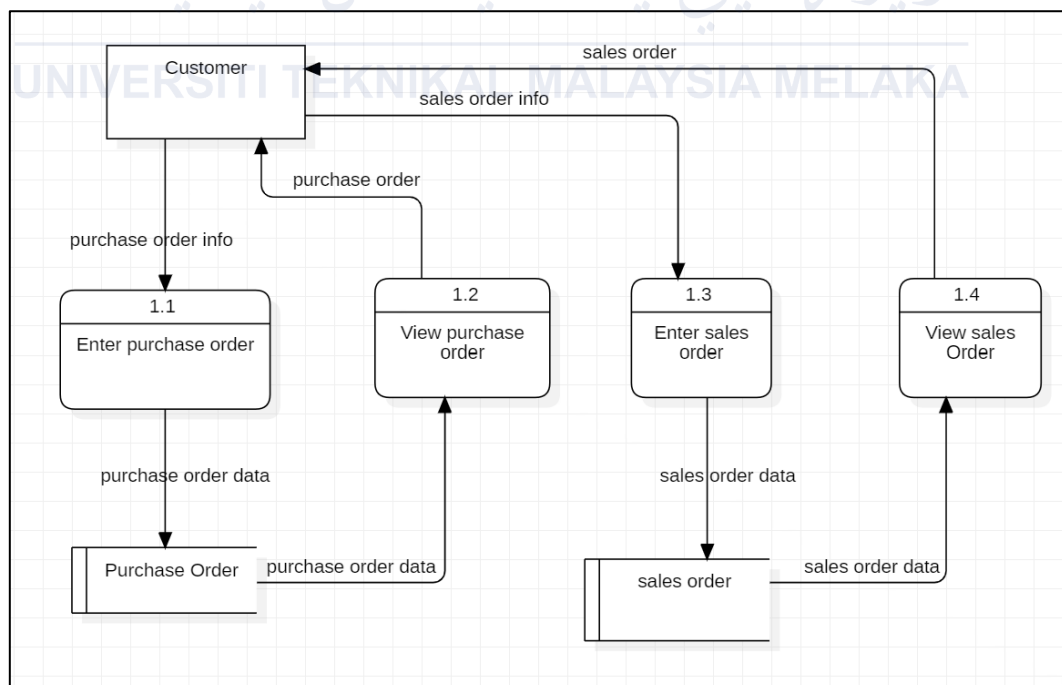 sales order
Customer
UNIVERSITI TEKNIKAL MALAYSIA MELAKA
sales order info
purchase order
purchase order info
1.1
Enter purchase order
1.2
View purchase
order
1.3
Enter sales
order
1.4
View sales
Order
purchase order data
sales order data
Purchase Order
purchase order data
sales order
sales order data